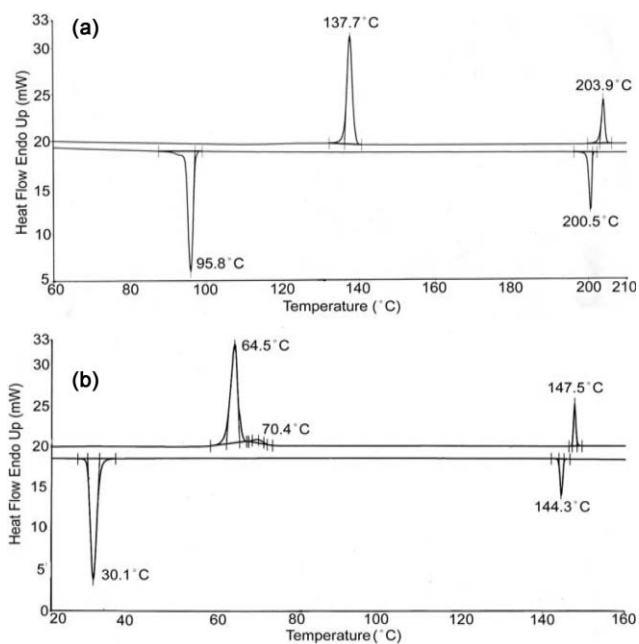 (a)
137.7°C
203.9°C
95.8°C
200.5°C
33
25
20
15
10
5
60
80
100
120
140
160
180
200
210
Heat Flow Endo Up (mW)
Temperature (°C)
(b)
64.5°C
70.4°C
147.5°C
30.1°C
144.3°C
33
25
20
15
10
5
0
20
40
60
80
100
120
140
160
Heat Flow Endo Up (mW)
Temperature (°C)